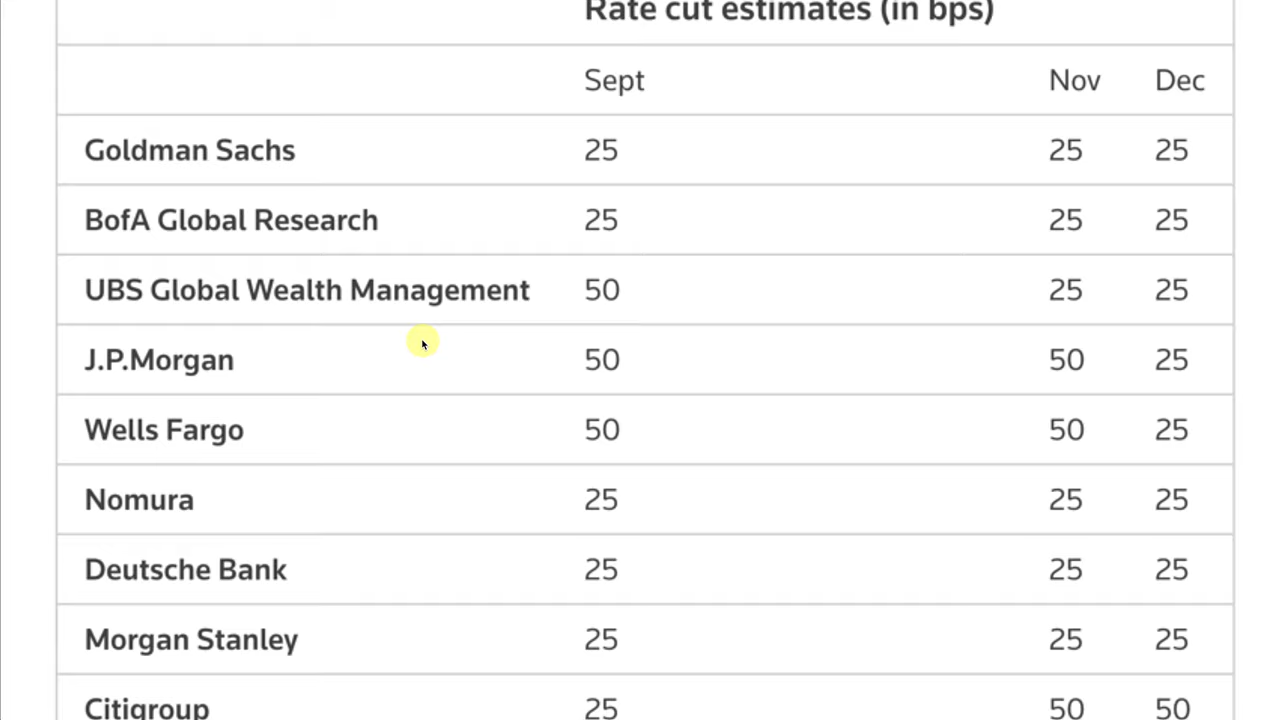 Rate cut estimates (in bps)
Sept Nov Dec
Goldman Sachs 25 25 25
BofA Global Research 25 25 25
UBS Global Wealth Management 50 25 25
J.P.Morgan 50 50 25
Wells Fargo 50 50 25
Nomura 25 25 25
Deutsche Bank 25 25 25
Morgan Stanley 25 25 25
Citigroup 25 50 50